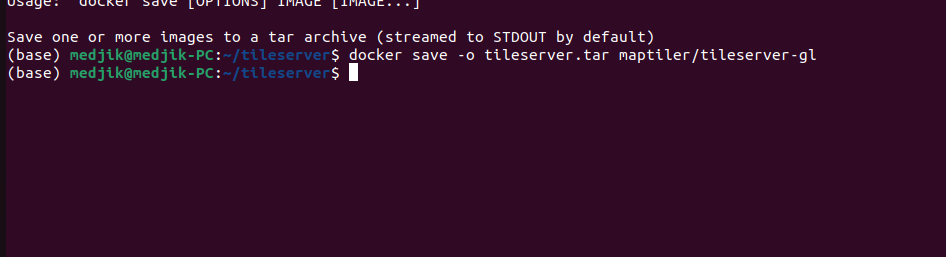 Usage:  docker save [OPTIONS] IMAGE [IMAGE...]
Save one or more images to a tar archive (streamed to STDOUT by default)
(base) medjik@medjik-PC:~/tileserver$ docker save -o tileserver.tar maptiler/tileserver-gl
(base) medjik@medjik-PC:~/tileserver$